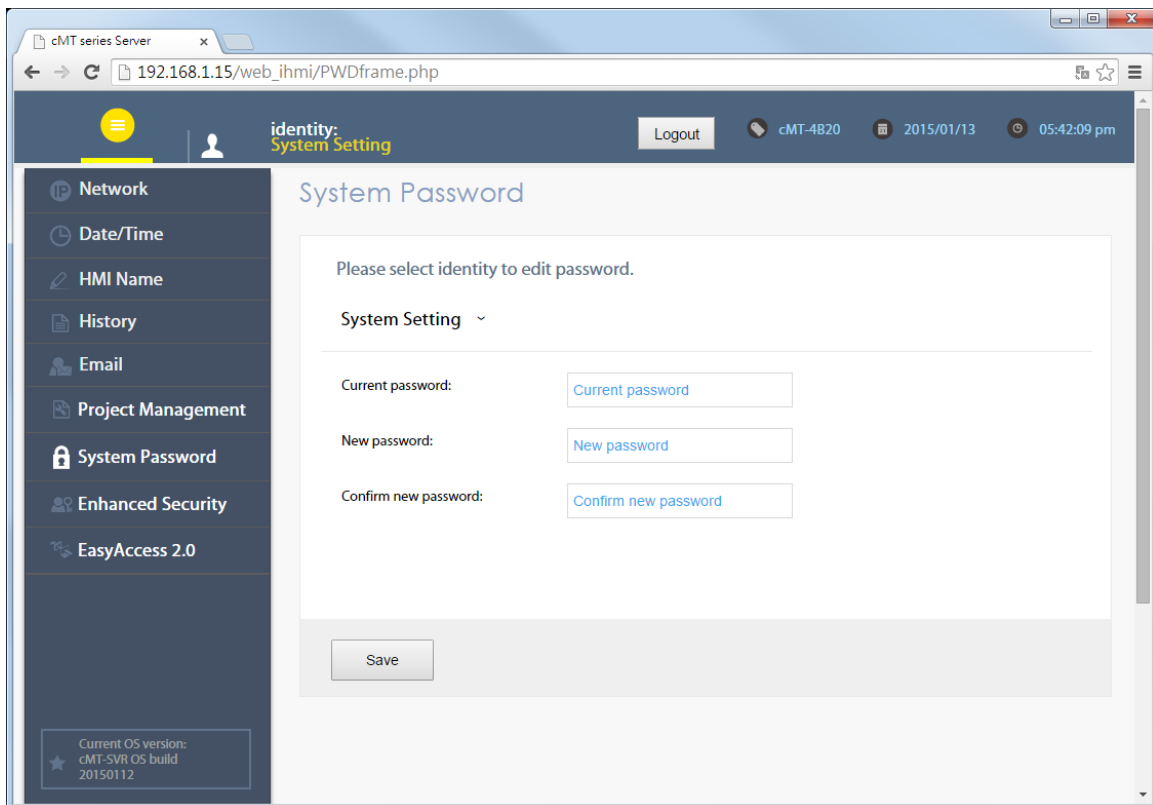 cMT series Server
192.168.1.15/web_ihmi/PWDframe.php
identity:
System Setting
Logout
cMT-4B20
2015/01/13
05:42:09 pm
IP Network
Date/Time
HMI Name
History
Email
Project Management
System Password
Enhanced Security
EasyAccess 2.0
Current OS version:
cMT-SVR OS build
20150112
System Password
Please select identity to edit password.
System Setting
Current password:
Current password
New password:
New password
Confirm new password:
Confirm new password
Save